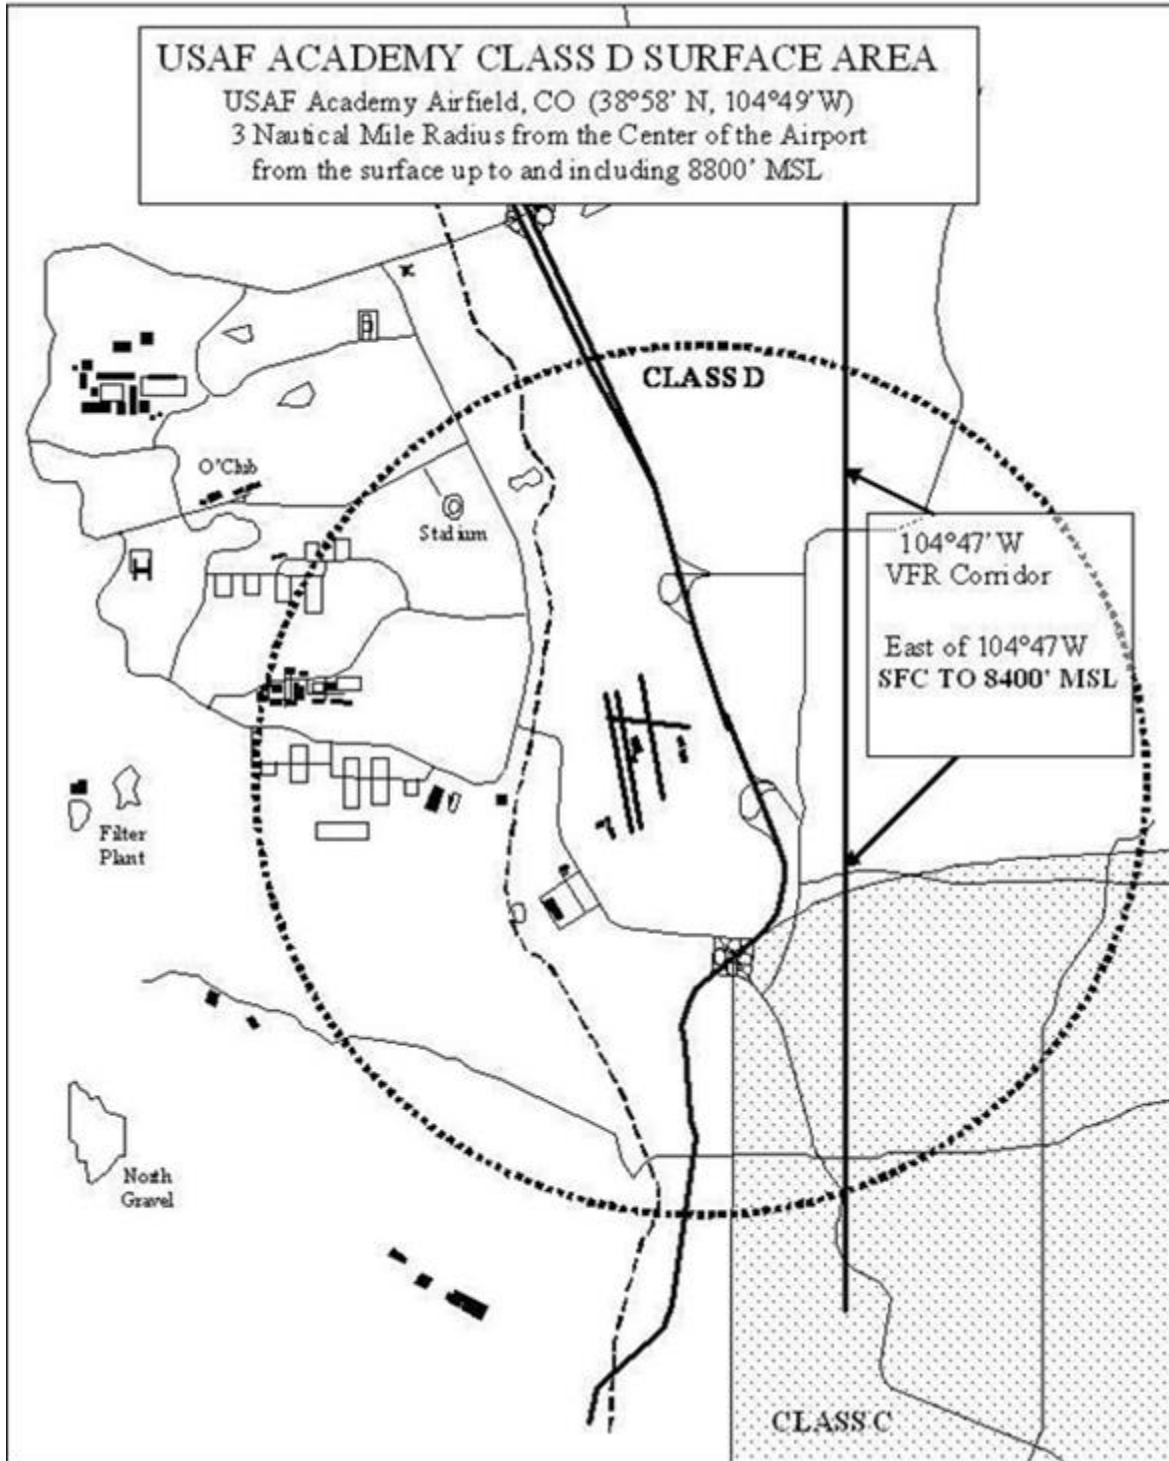 USAF ACADEMY CLASS D SURFACE AREA
USAF Academy Airfield, CO (38°58' N, 104°49'W)
3 Nautical Mile Radius from the Center of the Airport
from the surface up to and including 8800' MSL
CLASS D
O'Club
Stadium
104°47'W
VFR Corridor
East of 104°47W
SFC TO 8400' MSL
Filter
Plant
North
Gravel
CLASS C